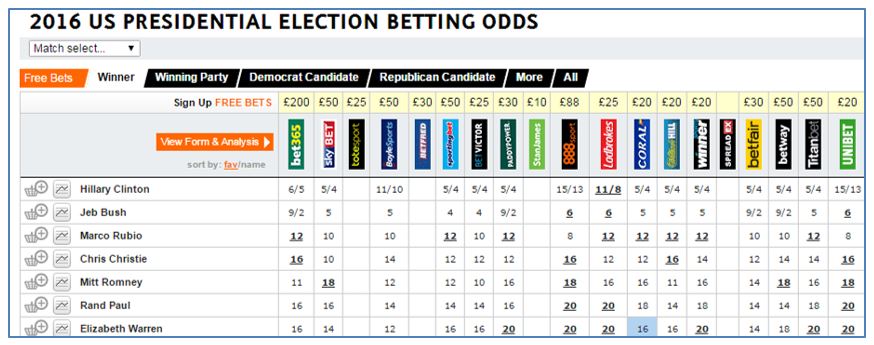 2016 US PRESIDENTIAL ELECTION BETTING ODDS
Match select...
Free Bets Winner Winning Party Democrat Candidate Republican Candidate More All
Sign Up FREE BETS £200 £50 £25 £50 £30 £50 £25 £30 £10 £88 £25 £20 £20 £20 £30 £50 £50 £20
View Form & Analysis
sort by: fav/name
bet365 sky BET totesport BoyleSports BETFRED sportingbet BETVICTOR PADDYPOWER StanJames 888sport Ladbrokes CORAL William HILL winner SPREADEX betfair betway Titanbet UNIBET
Hillary Clinton 6/5 5/4 11/10 5/4 5/4 5/4 15/13 11/8 5/4 5/4 5/4 5/4 5/4 5/4 15/13
Jeb Bush 9/2 5 5 4 4 9/2 6 6 5 5 5 9/2 9/2 5 6
Marco Rubio 12 10 10 12 10 12 8 12 12 12 12 10 10 12 8
Chris Christie 16 10 14 12 12 12 16 12 12 16 14 12 12 14 16
Mitt Romney 11 18 12 12 10 16 18 16 16 11 16 14 18 16 18
Rand Paul 16 16 14 14 14 16 20 20 18 14 18 14 14 18 20
Elizabeth Warren 16 14 12 16 16 20 20 20 16 16 20 14 18 20 20